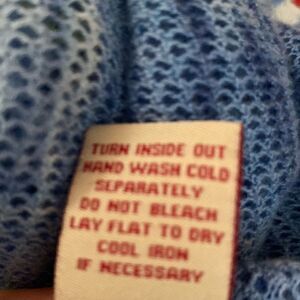 TURN INSIDE OUT
HAND WASH COLD
SEPARATELY
DO NOT BLEACH
LAY FLAT TO DRY
COOL IRON
IF NECESSARY